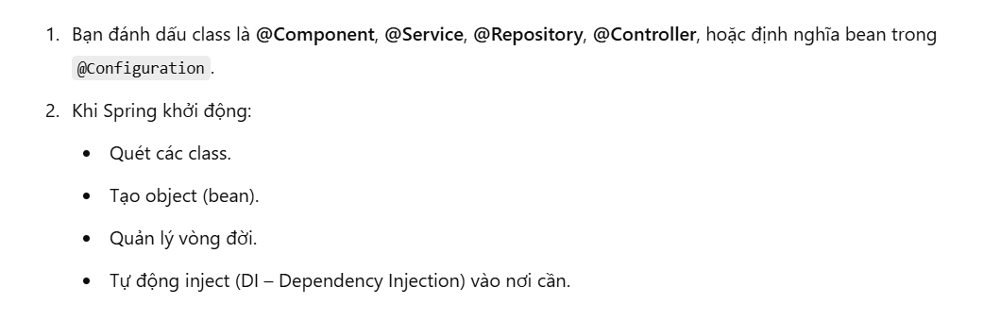 1. Bạn đánh dấu class là @Component, @Service, @Repository, @Controller, hoặc định nghĩa bean trong
@Configuration.
2. Khi Spring khởi động:
• Quét các class.
• Tạo object (bean).
• Quản lý vòng đời.
• Tự động inject (DI – Dependency Injection) vào nơi cần.